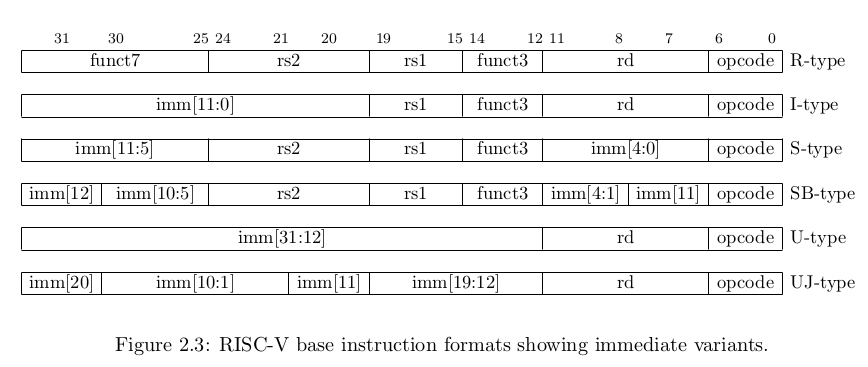 31 30 25 24 21 20 19 15 14 12 11 8 7 6 0
funct7 rs2 rs1 funct3 rd opcode R-type
imm[11:0] rs1 funct3 rd opcode I-type
imm[11:5] rs2 rs1 funct3 imm[4:0] opcode S-type
imm[12] imm[10:5] rs2 rs1 funct3 imm[4:1] imm[11] opcode SB-type
imm[31:12] rd opcode U-type
imm[20] imm[10:1] imm[11] imm[19:12] rd opcode UJ-type
Figure 2.3: RISC-V base instruction formats showing immediate variants.